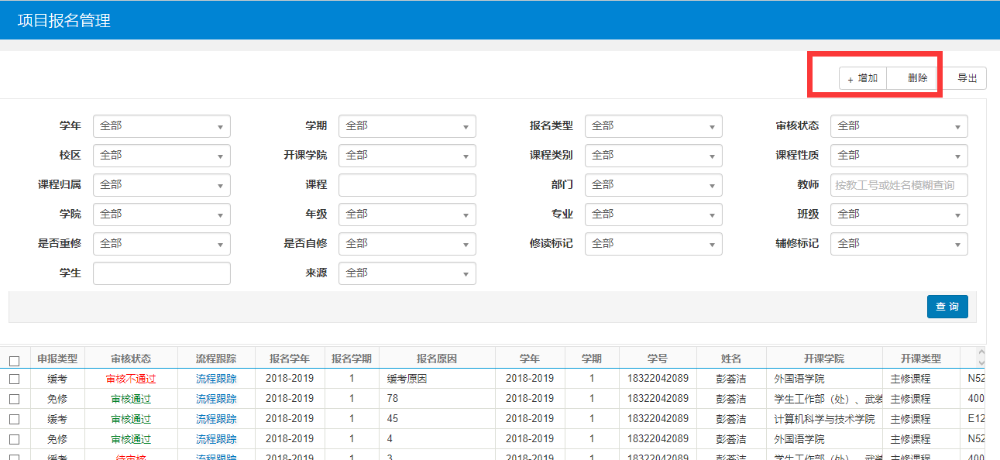 项目报名管理
+ 增加 删除 导出
学年 全部 学期 全部 报名类型 全部 审核状态 全部
校区 全部 开课学院 全部 课程类别 全部 课程性质 全部
课程归属 全部 课程 部门 全部 教师 按教工号或姓名模糊查询
学院 全部 年级 全部 专业 全部 班级 全部
是否重修 全部 是否自修 全部 修读标记 全部 辅修标记 全部
学生 来源 全部
查 询
申报类型 审核状态 流程跟踪 报名学年 报名学期 报名原因 学年 学期 学号 姓名 开课学院 开课类型
缓考 审核不通过 流程跟踪 2018-2019 1 缓考原因 2018-2019 1 18322042089 彭荟洁 外国语学院 主修课程 N52
免修 审核通过 流程跟踪 2018-2019 1 78 2018-2019 1 18322042089 彭荟洁 学生工作部（处）、武装 主修课程 400
缓考 审核通过 流程跟踪 2018-2019 1 45 2018-2019 1 18322042089 彭荟洁 计算机科学与技术学院 主修课程 E12
免修 审核通过 流程跟踪 2018-2019 1 4 2018-2019 1 18322042089 彭荟洁 外国语学院 主修课程 N52
缓考 待审核 流程跟踪 2018-2019 1 3 2018-2019 1 18322042089 彭荟洁 学生工作部（处）、武装 主修课程 400